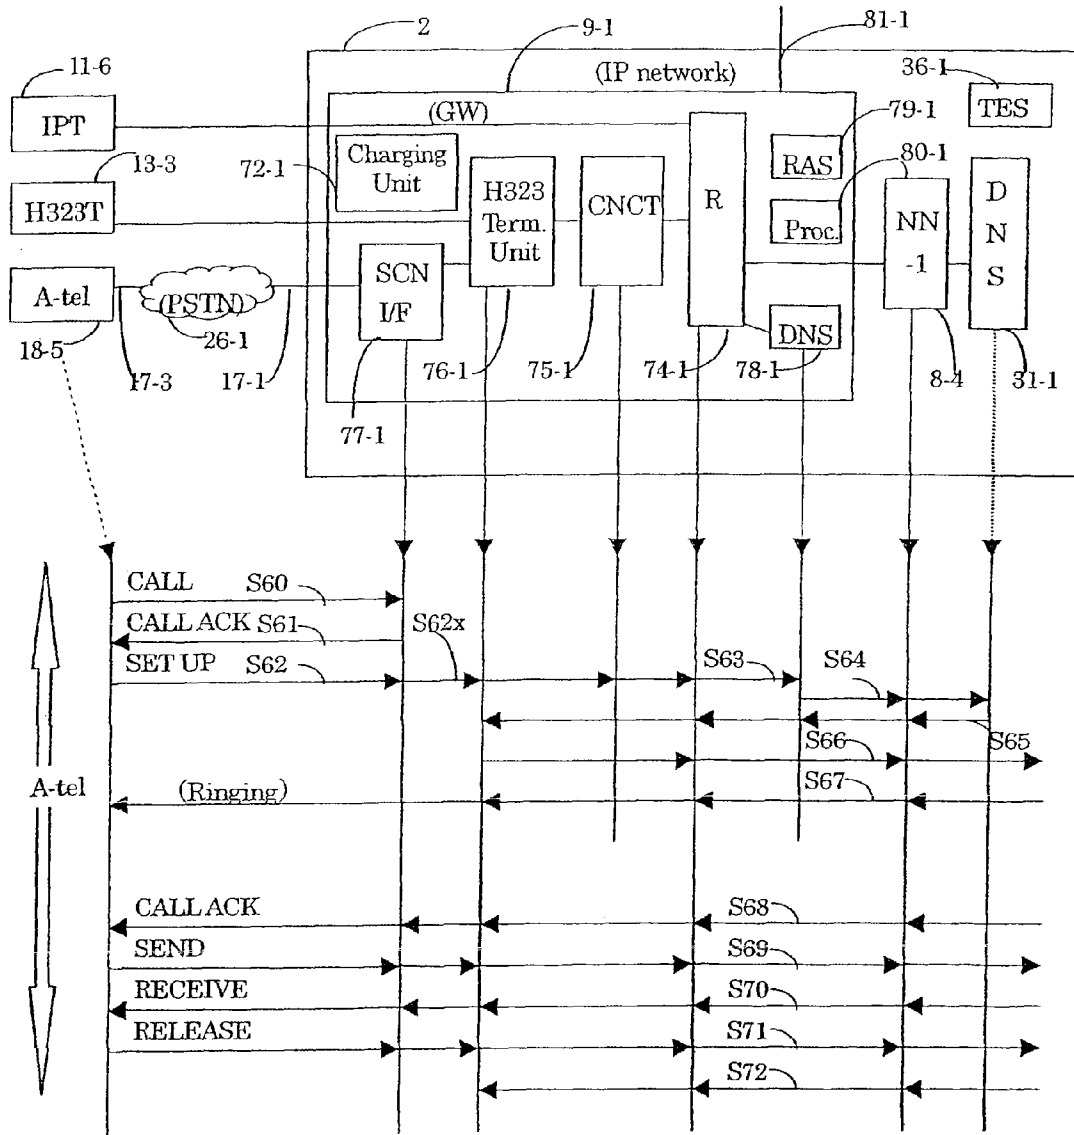 2 9-1 81-1
11-6 (IP network) 36-1
IPT (GW) TES
13-3 72-1 Charging Unit 79-1
RAS 80-1
H323T H323 Term. Unit CNCT R Proc. NN -1 DNS
A-tel (PSTN) SCN I/F DNS
18-5 26-1
17-3 17-1 76-1 75-1 74-1 78-1 8-4 31-1
77-1
CALL S60
CALL ACK S61 S62x
SET UP S62 S63 S64
S66 S65
A-tel (Ringing) S67
CALL ACK S68
SEND S69
RECEIVE S70
RELEASE S71
S72